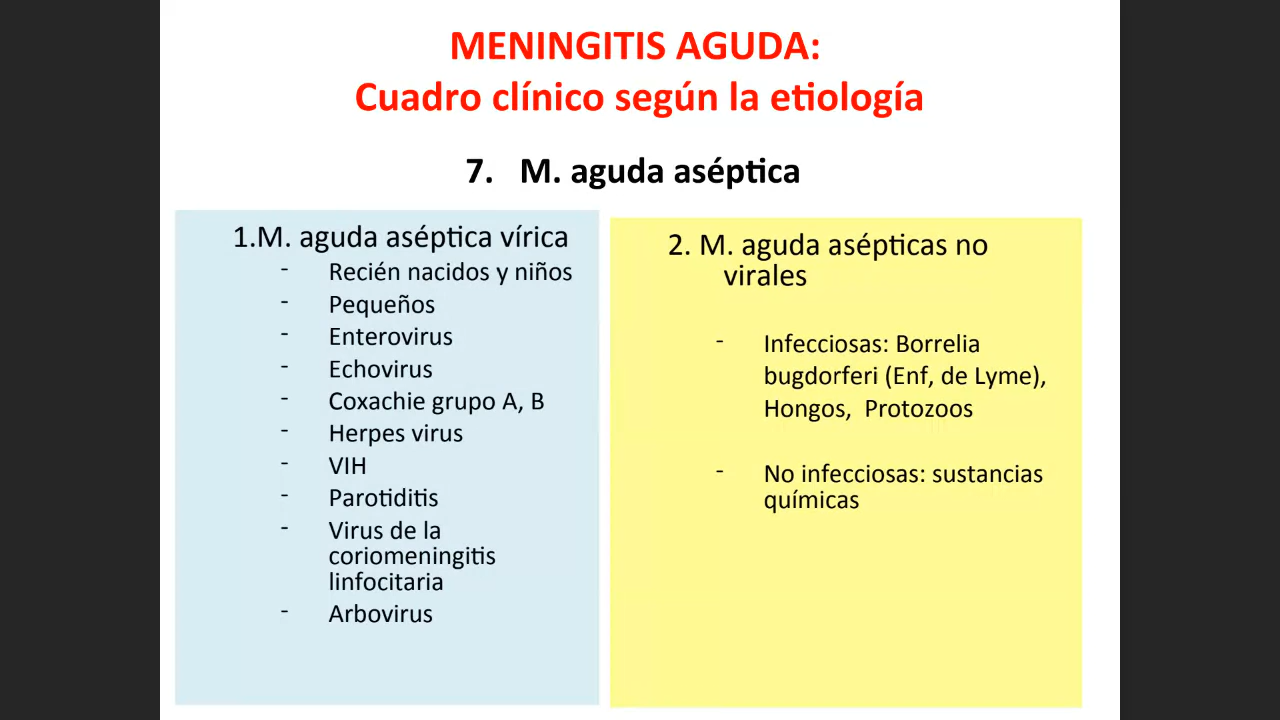 MENINGITIS AGUDA:
Cuadro clínico según la etiología
7. M. aguda aséptica
1.M. aguda aséptica vírica
- Recién nacidos y niños
- Pequeños
- Enterovirus
- Echovirus
- Coxachie grupo A, B
- Herpes virus
- VIH
- Parotiditis
- Virus de la
coriomeningitis
linfocitaria
- Arbovirus
2. M. aguda asépticas no
virales
- Infecciosas: Borrelia
bugdorferi (Enf, de Lyme),
Hongos, Protozoos
- No infecciosas: sustancias
químicas